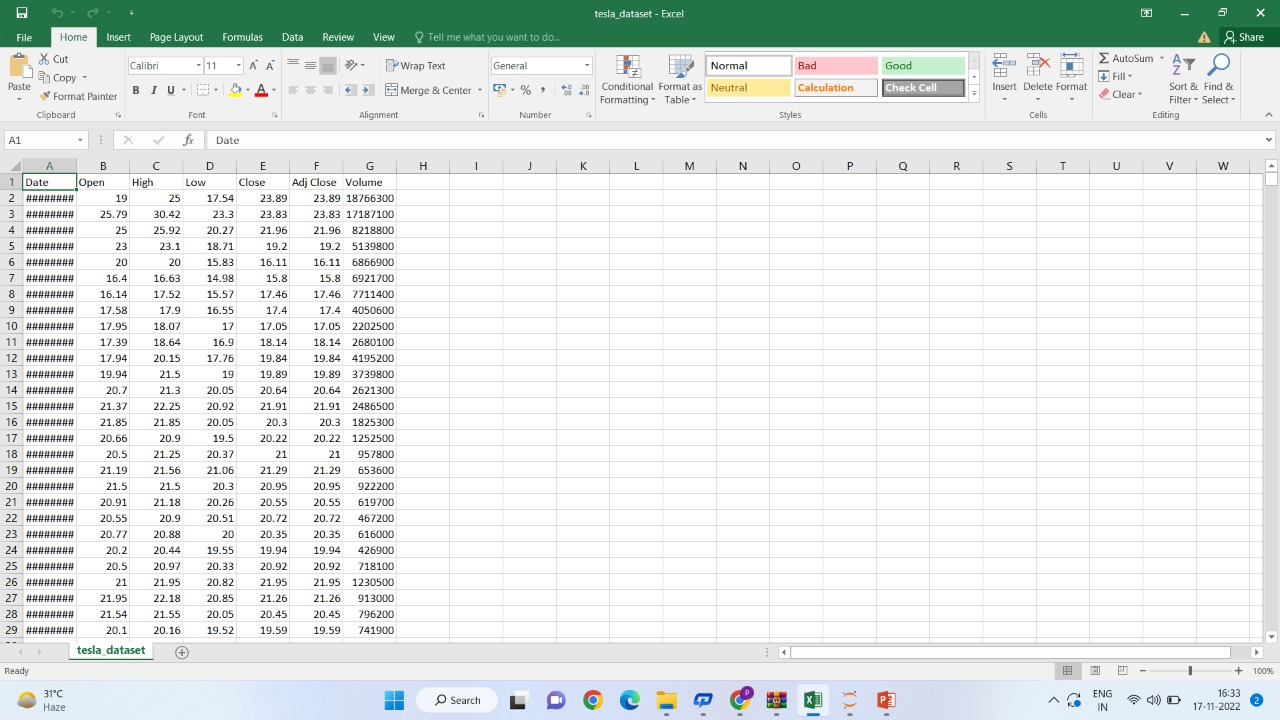 tesla_dataset - Excel
File Home Insert Page Layout Formulas Data Review View Tell me what you want to do... Share
Paste
Cut
Copy
Format Painter
Clipboard
Calibri 11
B I U
Font
Wrap Text
Merge & Center
Alignment
General
%
Number
Conditional Formatting
Format as Table
Normal Bad Good
Neutral Calculation Check Cell
Styles
Insert Delete Format
Cells
AutoSum
Fill
Clear
Sort & Filter
Find & Select
Editing
A1 fx Date
A B C D E F G H I J K L M N O P Q R S T U V W
1 Date Open High Low Close Adj Close Volume
2 ######## 19 25 17.54 23.89 23.89 18766300
3 ######## 25.79 30.42 23.3 23.83 23.83 17187100
4 ######## 25 25.92 20.27 21.96 21.96 8218800
5 ######## 23 23.1 18.71 19.2 19.2 5139800
6 ######## 20 20 15.83 16.11 16.11 6866900
7 ######## 16.4 16.63 14.98 15.8 15.8 6921700
8 ######## 16.14 17.52 15.57 17.46 17.46 7711400
9 ######## 17.58 17.9 16.55 17.4 17.4 4050600
10 ######## 17.95 18.07 17 17.05 17.05 2202500
11 ######## 17.39 18.64 16.9 18.14 18.14 2680100
12 ######## 17.94 20.15 17.76 19.84 19.84 4195200
13 ######## 19.94 21.5 19 19.89 19.89 3739800
14 ######## 20.7 21.3 20.05 20.64 20.64 2621300
15 ######## 21.37 22.25 20.92 21.91 21.91 2486500
16 ######## 21.85 21.85 20.05 20.3 20.3 1825300
17 ######## 20.66 20.9 19.5 20.22 20.22 1252500
18 ######## 20.5 21.25 20.37 21 21 957800
19 ######## 21.19 21.56 21.06 21.29 21.29 653600
20 ######## 21.5 21.5 20.3 20.95 20.95 922200
21 ######## 20.91 21.18 20.26 20.55 20.55 619700
22 ######## 20.55 20.9 20.51 20.72 20.72 467200
23 ######## 20.77 20.88 20 20.35 20.35 616000
24 ######## 20.2 20.44 19.55 19.94 19.94 426900
25 ######## 20.5 20.97 20.33 20.92 20.92 718100
26 ######## 21 21.95 20.82 21.95 21.95 1230500
27 ######## 21.95 22.18 20.85 21.26 21.26 913000
28 ######## 21.54 21.55 20.05 20.45 20.45 796200
29 ######## 20.1 20.16 19.52 19.59 19.59 741900
tesla_dataset
Ready 100%
31°C
Haze
Search
ENG
IN
16:33
17-11-2022
2